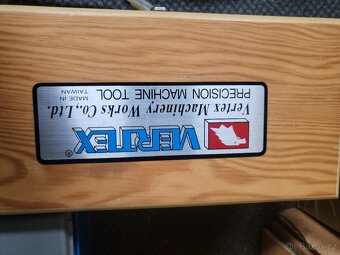 VERTEX®
Vertex Machinery Works Co., Ltd.
PRECISION MACHINE TOOL
MADE IN
TAIWAN